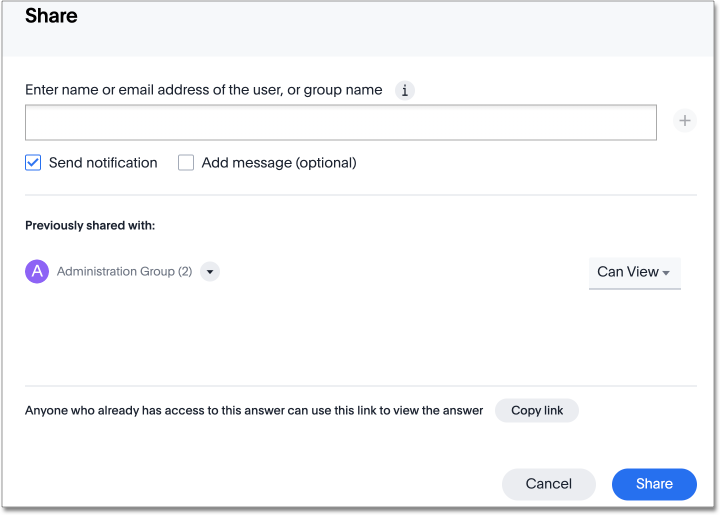 Share
Enter name or email address of the user, or group name i
+
Send notification Add message (optional)
Previously shared with:
A Administration Group (2) Can View
Anyone who already has access to this answer can use this link to view the answer Copy link
Cancel Share